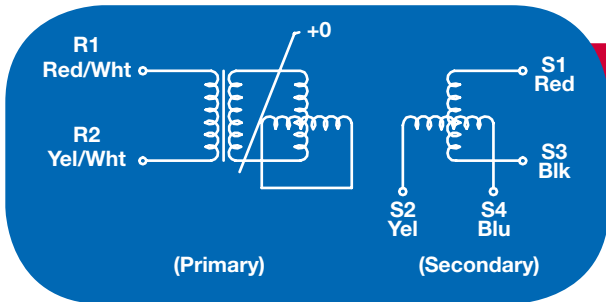 +0
R1
Red/Wht
R2
Yel/Wht
S1
Red
S3
Blk
S2
Yel
S4
Blu
(Primary)
(Secondary)